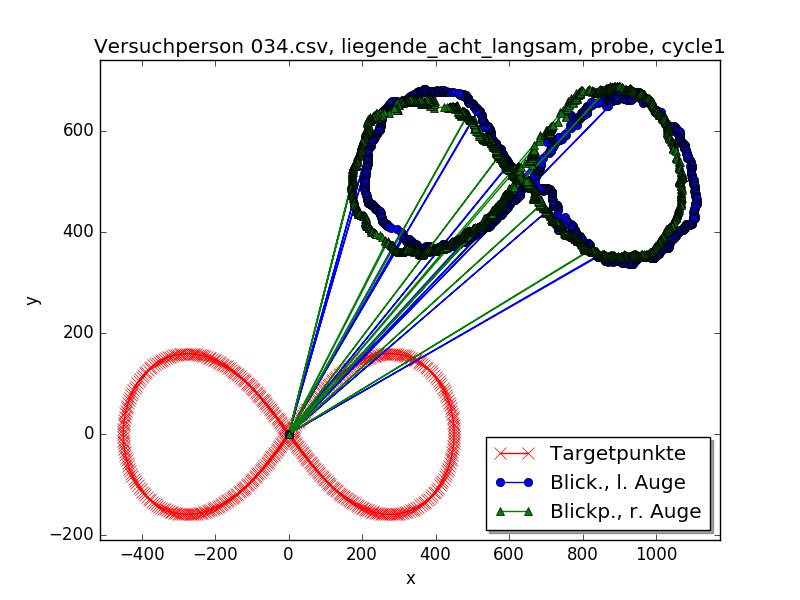 Versuchperson 034.csv, liegende_acht_langsam, probe, cycle1
y
600
400
200
0
−200
−400
−200
0
200
400
600
800
1000
x
Targetpunkte
Blick., l. Auge
Blickp., r. Auge